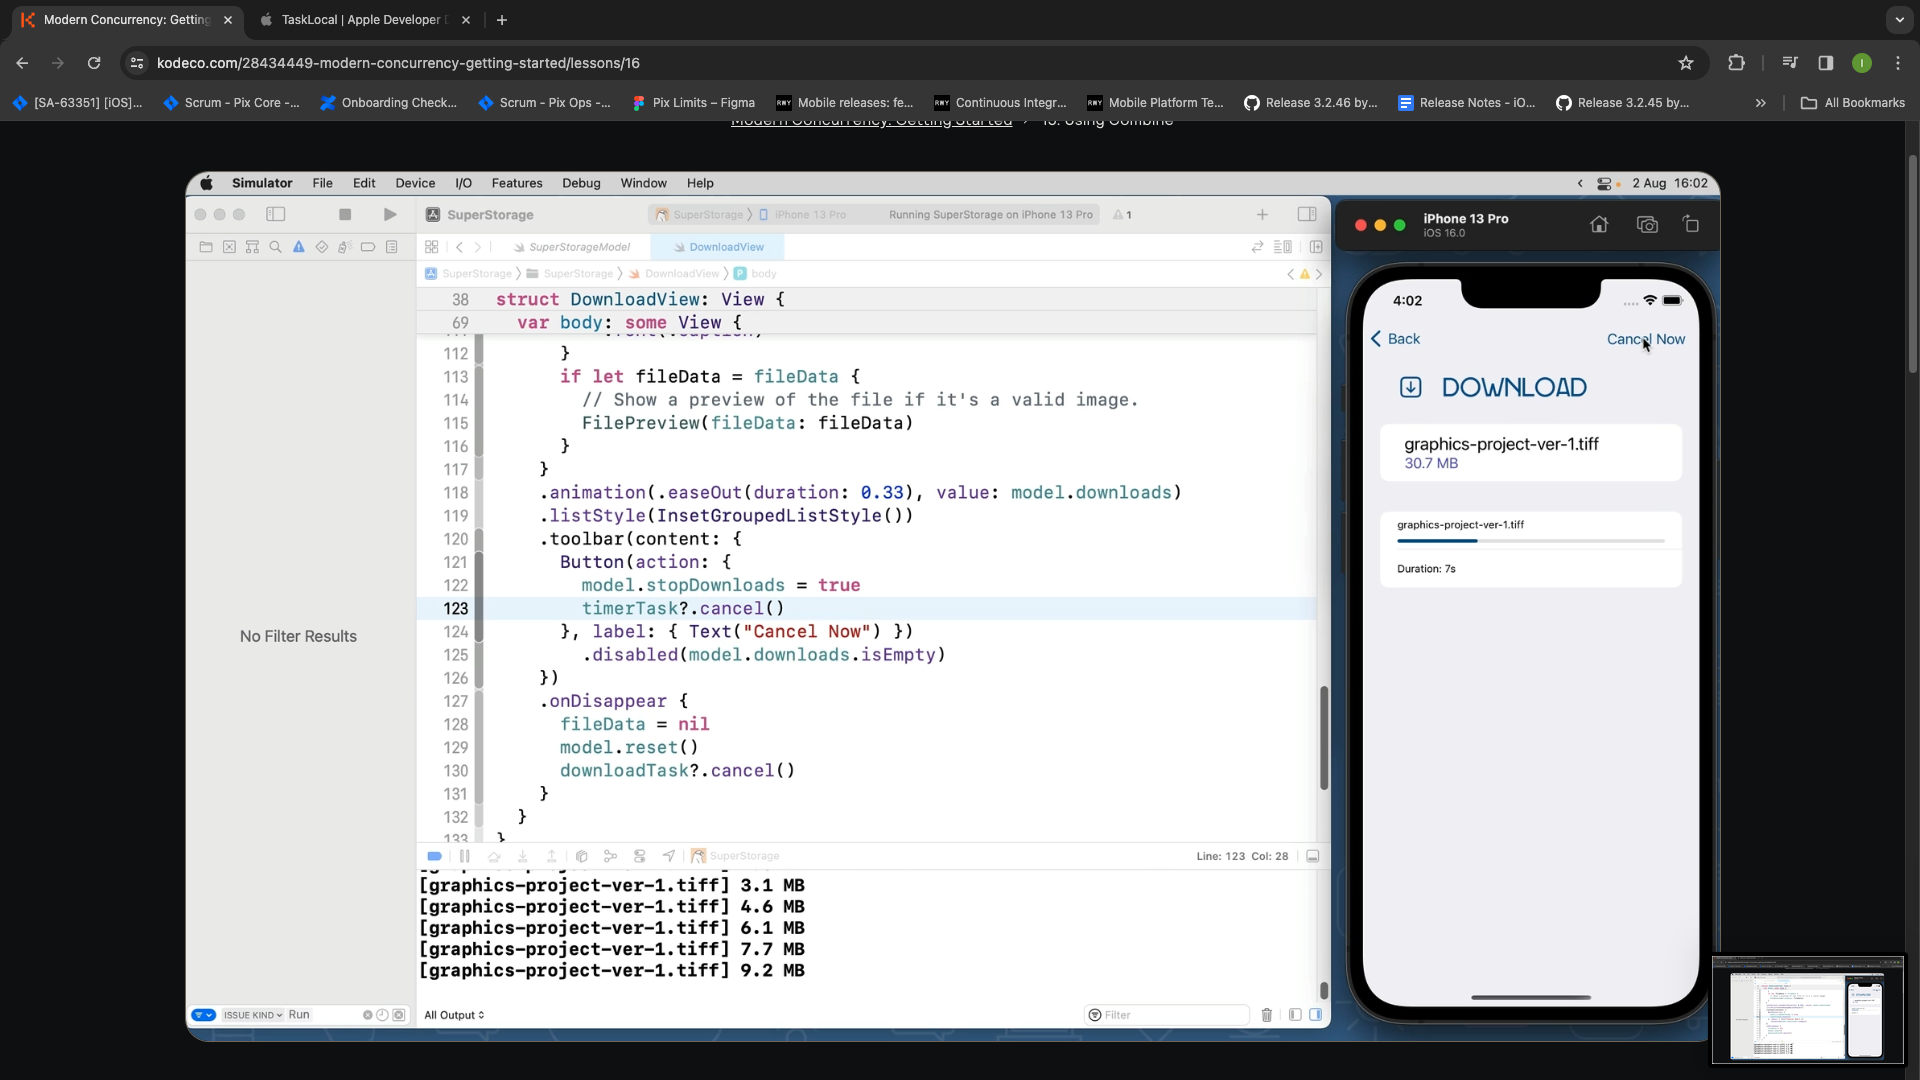 Modern Concurrency: Getting
TaskLocal | Apple Developer D
kodeco.com/28434449-modern-concurrency-getting-started/lessons/16
[SA-63351] [iOS]...
Scrum - Pix Core -...
Onboarding Check...
Scrum - Pix Ops -...
Pix Limits – Figma
RWY Mobile releases: fe...
RWY Continuous Integr...
RWY Mobile Platform Te...
Release 3.2.46 by...
Release Notes - iO...
Release 3.2.45 by...
»
All Bookmarks
Modern Concurrency: Getting Started › 15. Using Combine
Simulator File Edit Device I/O Features Debug Window Help
2 Aug 16:02
SuperStorage
SuperStorage 〉 iPhone 13 Pro
Running SuperStorage on iPhone 13 Pro
1
SuperStorageModel
DownloadView
SuperStorage 〉 SuperStorage 〉 DownloadView 〉 P body
38 struct DownloadView: View {
69 var body: some View {
112 }
113 if let fileData = fileData {
114 // Show a preview of the file if it's a valid image.
115 FilePreview(fileData: fileData)
116 }
117 }
118 .animation(.easeOut(duration: 0.33), value: model.downloads)
119 .listStyle(InsetGroupedListStyle())
120 .toolbar(content: {
121 Button(action: {
122 model.stopDownloads = true
123 timerTask?.cancel()
124 }, label: { Text("Cancel Now") })
125 .disabled(model.downloads.isEmpty)
126 })
127 .onDisappear {
128 fileData = nil
129 model.reset()
130 downloadTask?.cancel()
131 }
132 }
133 }
No Filter Results
SuperStorage
Line: 123 Col: 28
[graphics-project-ver-1.tiff] 3.1 MB
[graphics-project-ver-1.tiff] 4.6 MB
[graphics-project-ver-1.tiff] 6.1 MB
[graphics-project-ver-1.tiff] 7.7 MB
[graphics-project-ver-1.tiff] 9.2 MB
ISSUE KIND Run
All Output
Filter
iPhone 13 Pro
iOS 16.0
4:02
Back
Cancel Now
DOWNLOAD
graphics-project-ver-1.tiff
30.7 MB
graphics-project-ver-1.tiff
Duration: 7s